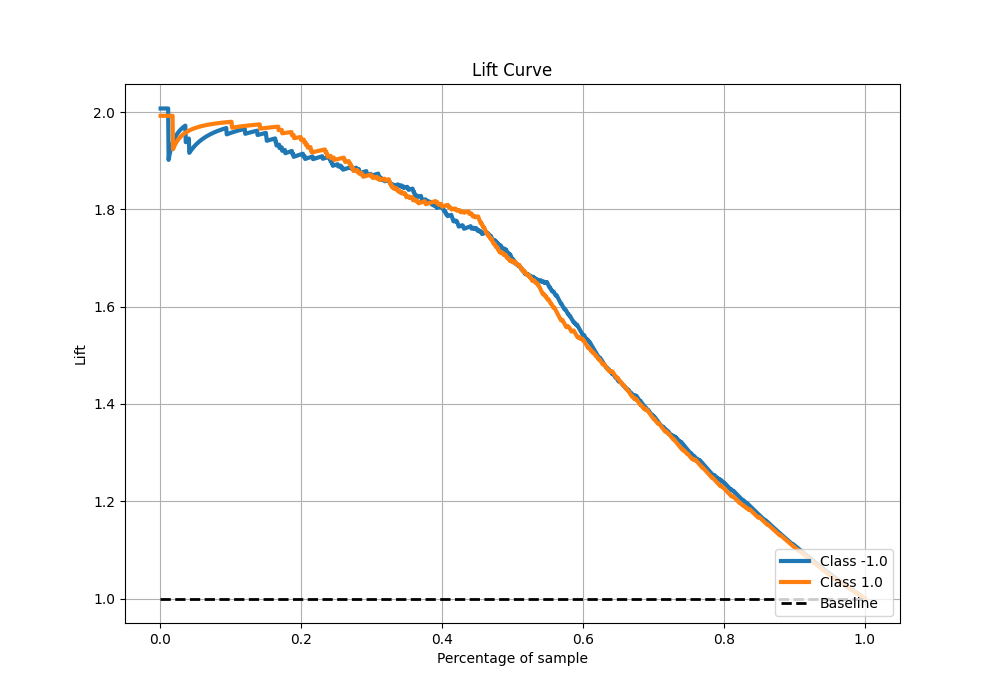 Lift Curve
Lift
2.0
1.8
1.6
1.4
1.2
1.0
0.0 0.2 0.4 0.6 0.8 1.0
Percentage of sample
Class -1.0
Class 1.0
Baseline